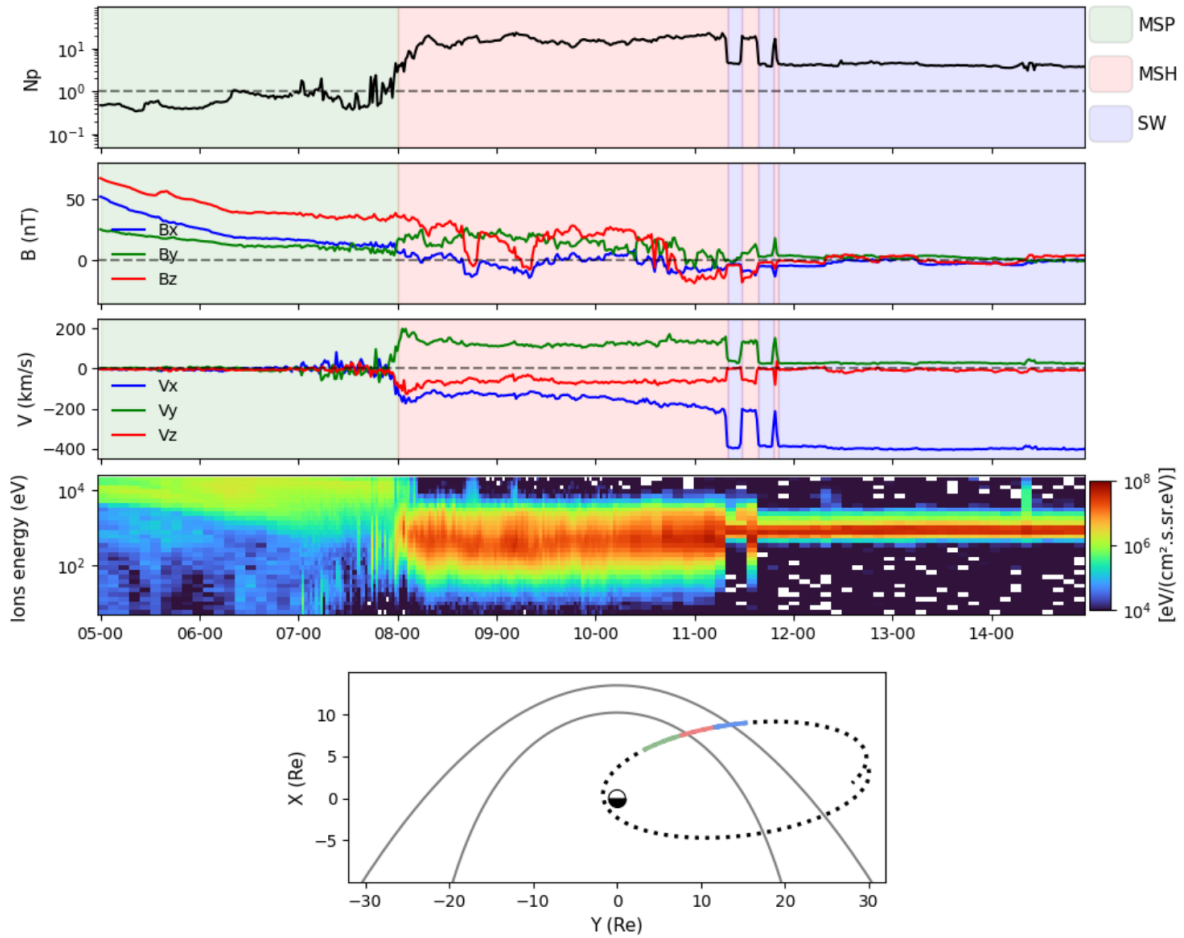 10¹
10⁰
10⁻¹
Np
MSP
MSH
SW
50
0
B (nT)
Bx
By
Bz
200
0
−200
−400
V (km/s)
Vx
Vy
Vz
10⁴
10²
Ions energy (eV)
10⁸
10⁶
10⁴
[eV/(cm².s.sr.eV)]
05-00 06-00 07-00 08-00 09-00 10-00 11-00 12-00 13-00 14-00
10
5
0
−5
X (Re)
−30 −20 −10 0 10 20 30
Y (Re)